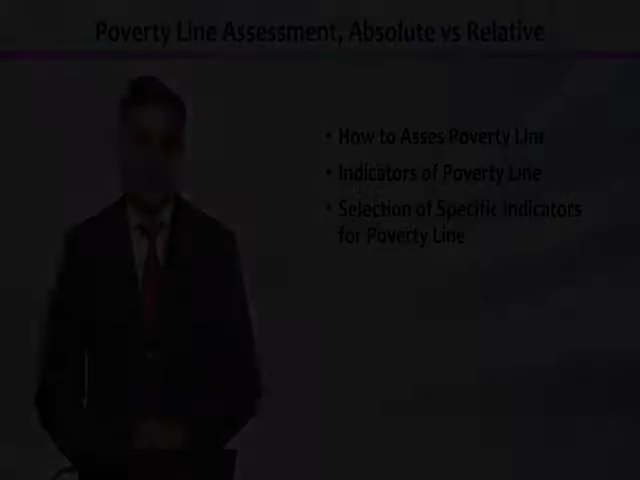 Poverty Line Assessment, Absolute vs Relative
• How to Asses Poverty Line
• Indicators of Poverty Line
• Selection of Specific Indicators
for Poverty Line